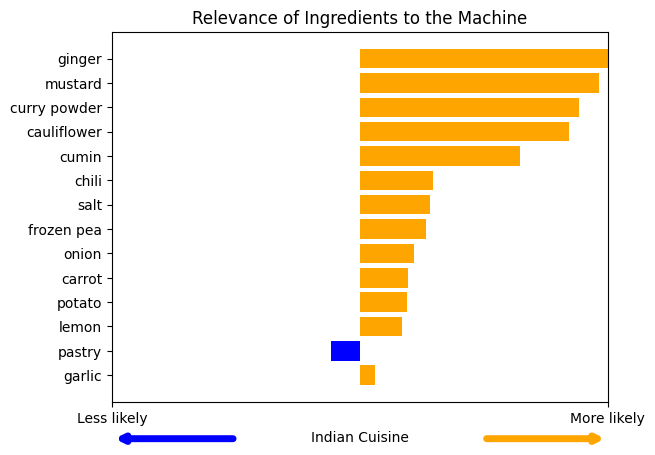 Relevance of Ingredients to the Machine
ginger
mustard
curry powder
cauliflower
cumin
chili
salt
frozen pea
onion
carrot
potato
lemon
pastry
garlic
Less likely
More likely
Indian Cuisine